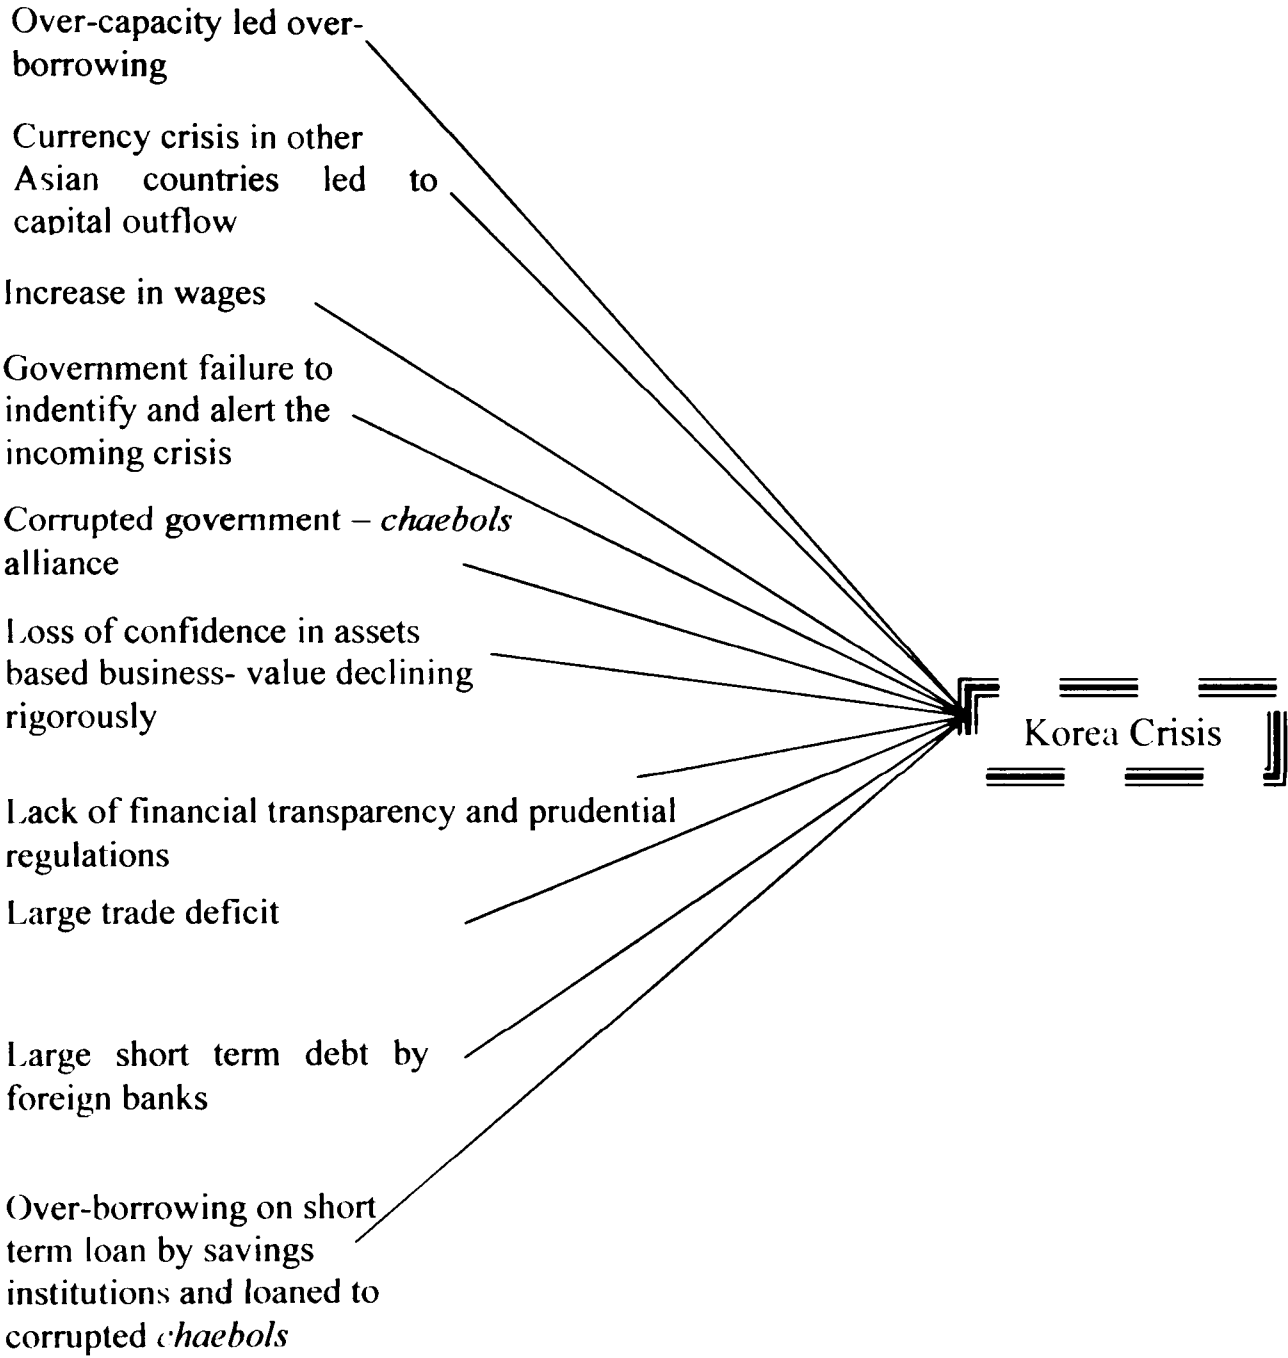 Over-capacity led over-
borrowing
Currency crisis in other
Asian countries led to
capital outflow
Increase in wages
Government failure to
indentify and alert the
incoming crisis
Corrupted government – chaebols
alliance
Loss of confidence in assets
based business- value declining
rigorously
Korea Crisis
Lack of financial transparency and prudential
regulations
Large trade deficit
Large short term debt by
foreign banks
Over-borrowing on short
term loan by savings
institutions and loaned to
corrupted chaebols